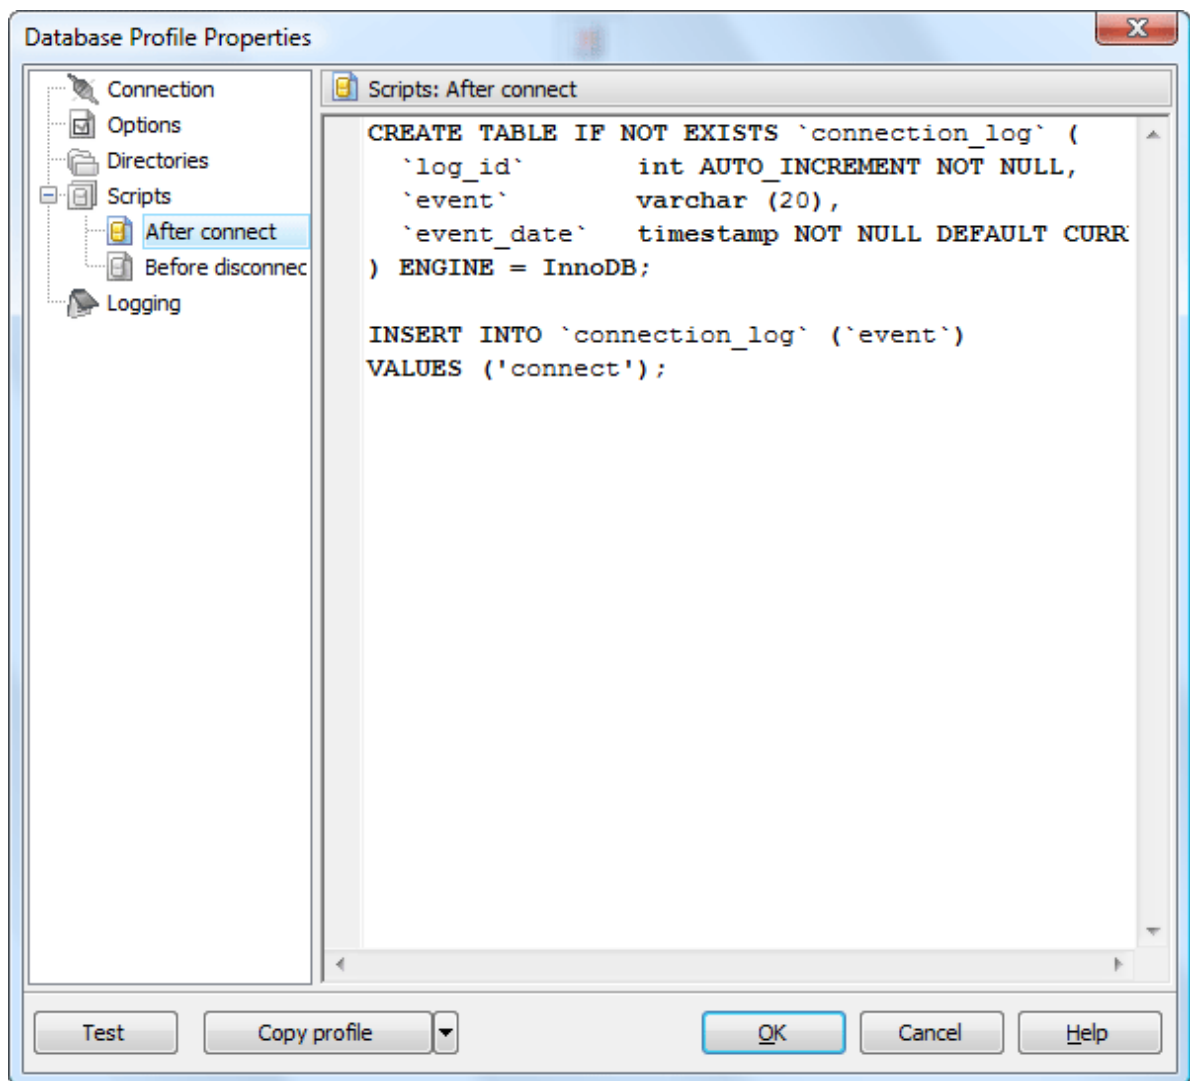 Database Profile Properties
Connection
Options
Directories
Scripts
After connect
Before disconnec
Logging
Scripts: After connect
CREATE TABLE IF NOT EXISTS `connection_log` (
  `log_id`       int AUTO_INCREMENT NOT NULL,
  `event`        varchar (20),
  `event_date`   timestamp NOT NULL DEFAULT CURR
) ENGINE = InnoDB;
INSERT INTO `connection_log` (`event`)
VALUES ('connect');
Test
Copy profile
OK
Cancel
Help